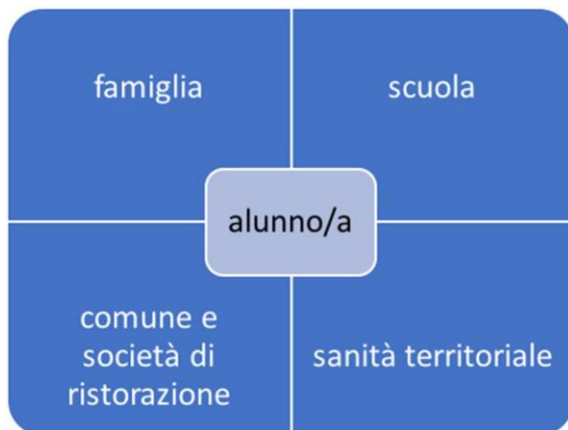 famiglia
scuola
alunno/a
comune e
società di
ristorazione
sanità territoriale